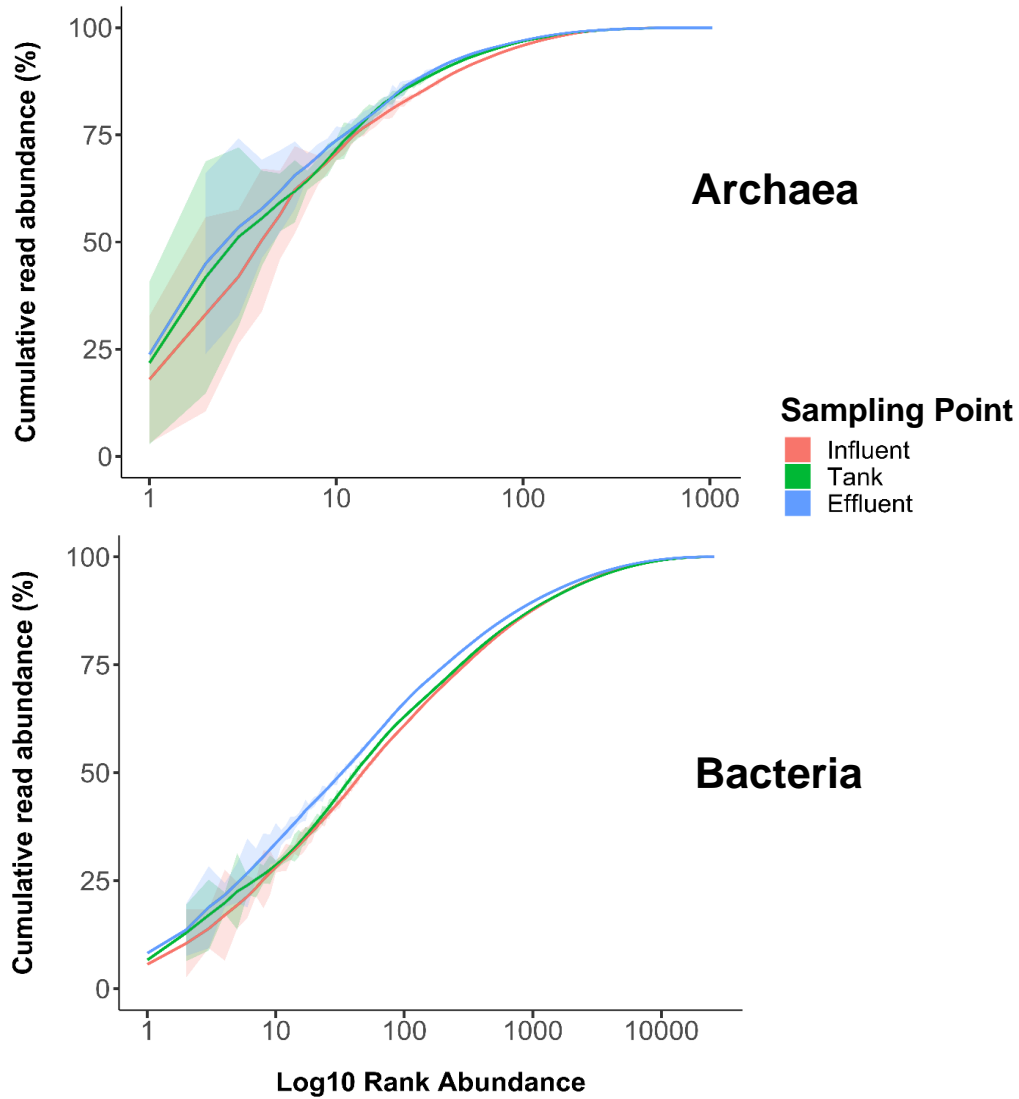 Cumulative read abundance (%)
100
75
50
25
0
1
10
100
1000
Archaea
Sampling Point
Influent
Tank
Effluent
Cumulative read abundance (%)
100
75
50
25
0
1
10
100
1000
10000
Bacteria
Log10 Rank Abundance